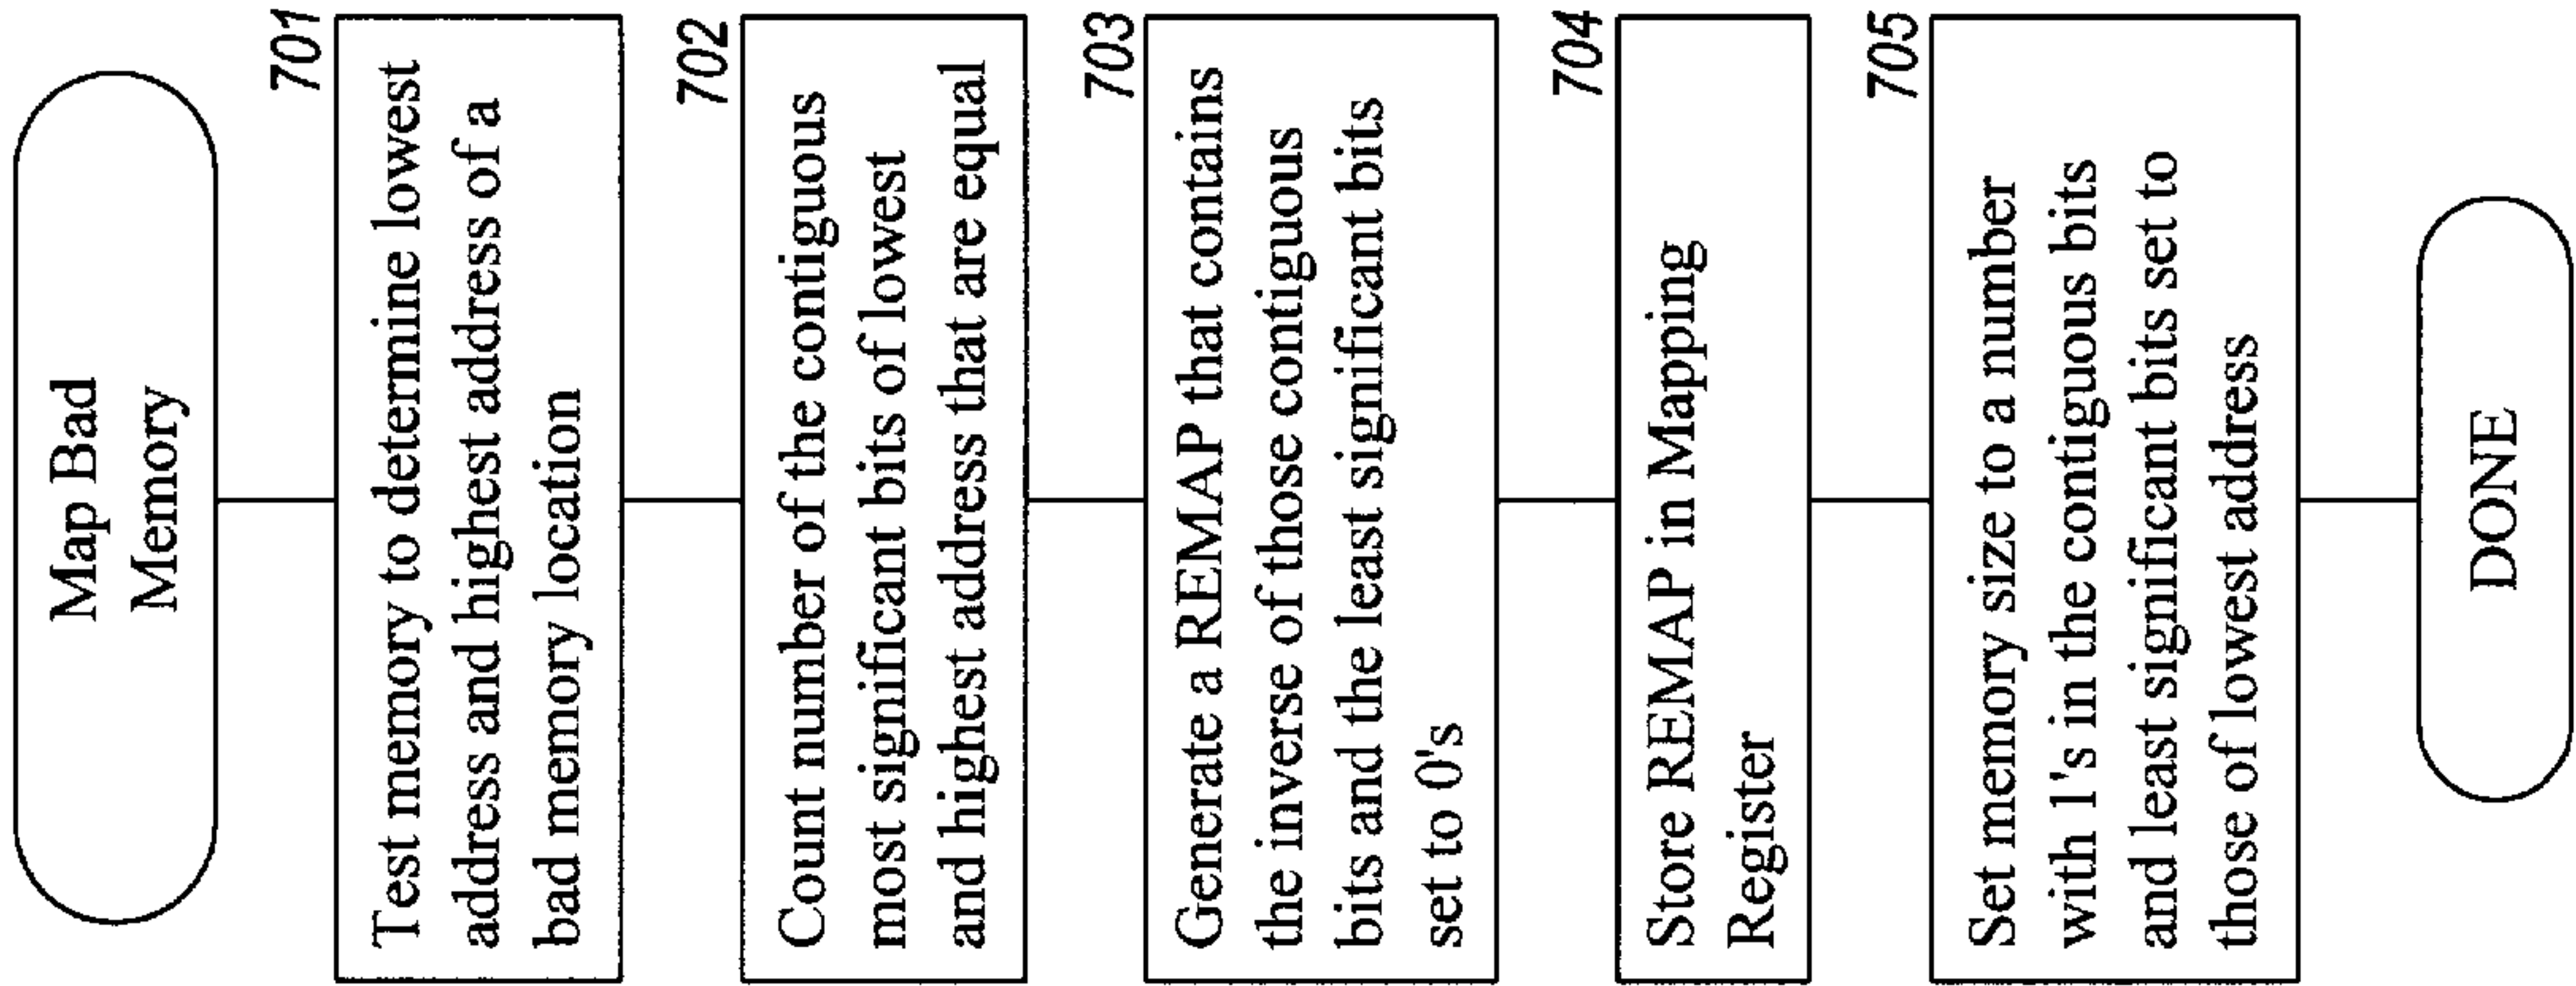 Map Bad
Memory
701
Test memory to determine lowest
address and highest address of a
bad memory location
702
Count number of the contiguous
most significant bits of lowest
and highest address that are equal
703
Generate a REMAP that contains
the inverse of those contiguous
bits and the least significant bits
set to 0's
704
Store REMAP in Mapping
Register
705
Set memory size to a number
with 1's in the contiguous bits
and least significant bits set to
those of lowest address
DONE